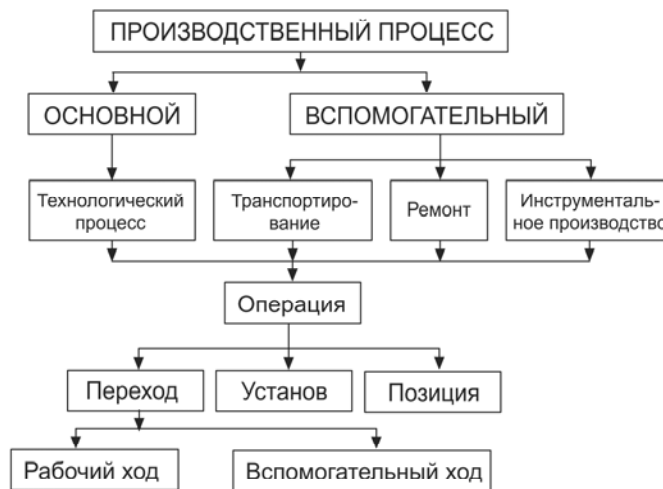 ПРОИЗВОДСТВЕННЫЙ ПРОЦЕСС
ОСНОВНОЙ
ВСПОМОГАТЕЛЬНЫЙ
Технологический
процесс
Транспортиро-
вание
Ремонт
Инструменталь-
ное производство
Операция
Переход
Установ
Позиция
Рабочий ход
Вспомогательный ход